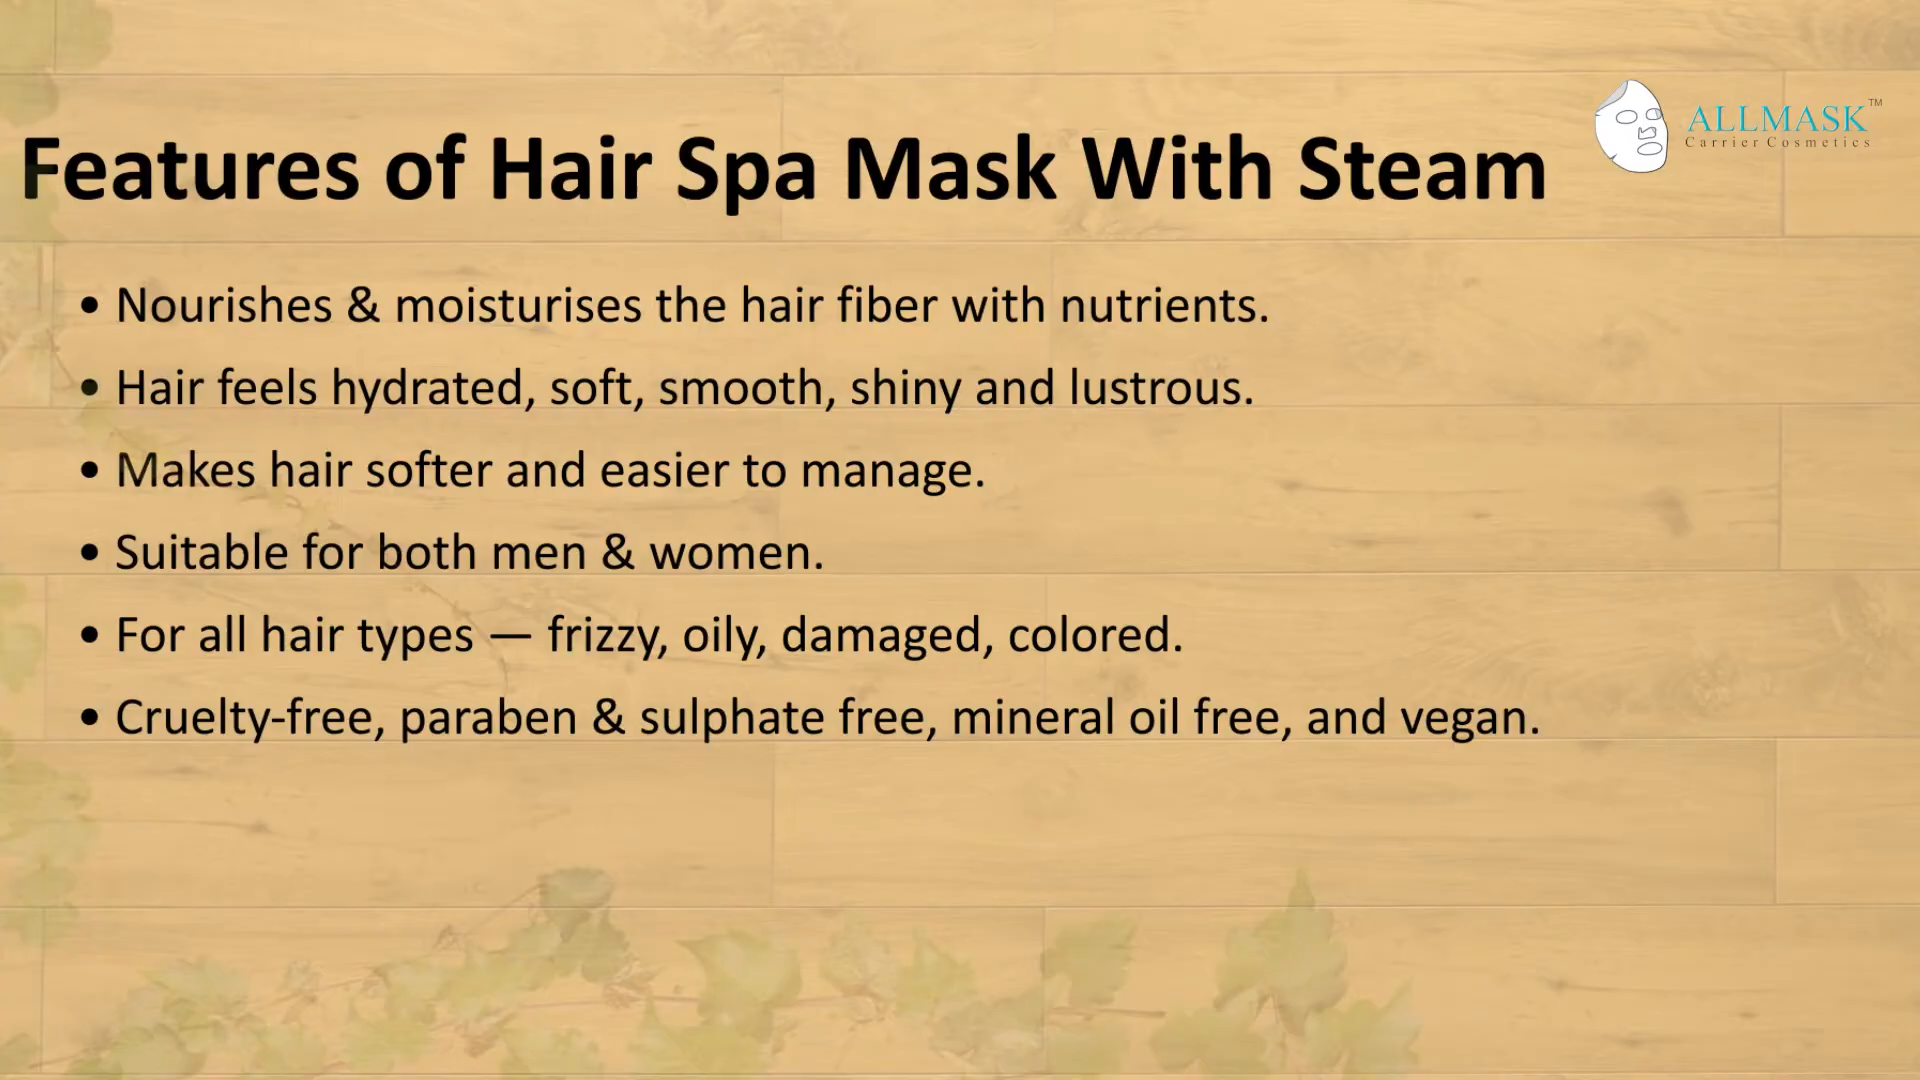 ALLMASK™
Carrier Cosmetics
Features of Hair Spa Mask With Steam
• Nourishes & moisturises the hair fiber with nutrients.
• Hair feels hydrated, soft, smooth, shiny and lustrous.
• Makes hair softer and easier to manage.
• Suitable for both men & women.
• For all hair types — frizzy, oily, damaged, colored.
• Cruelty-free, paraben & sulphate free, mineral oil free, and vegan.